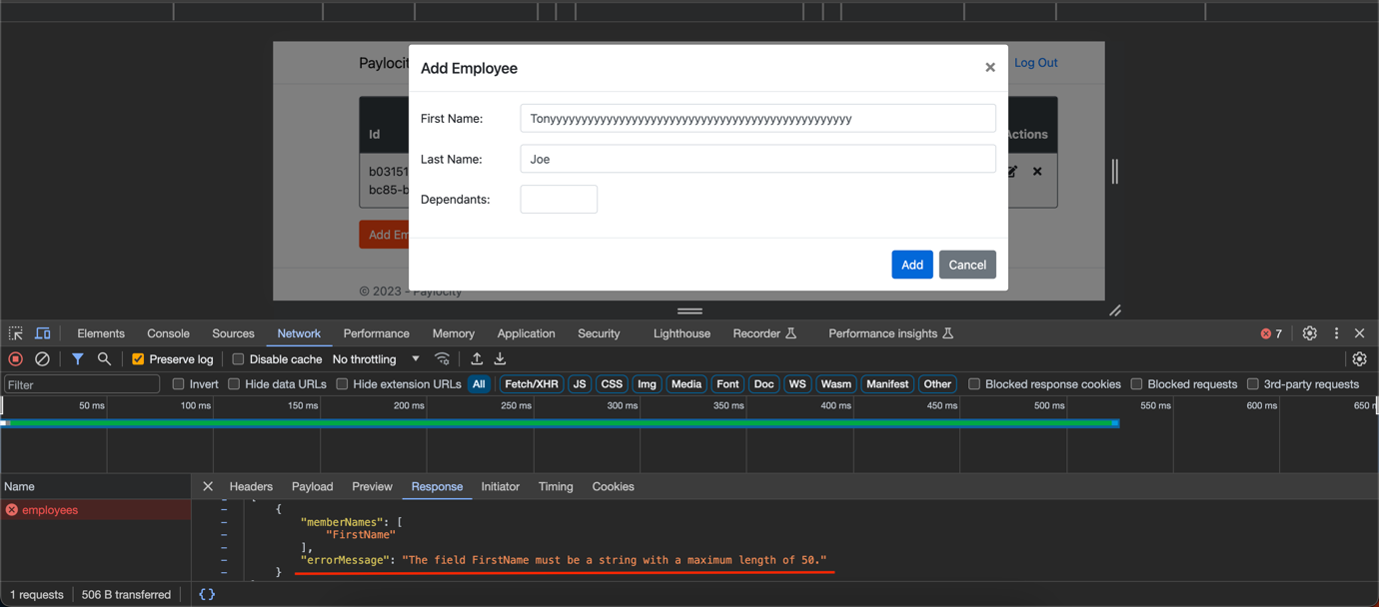 Paylocit
Add Employee
×
Log Out
First Name:
Tonyyyyyyyyyyyyyyyyyyyyyyyyyyyyyyyyyyyyyyyyyyyyyyyy
Id
Actions
Last Name:
Joe
b03151
bc85-b
Dependants:
Add Em
Add
Cancel
© 2023 - Paylocity
Elements Console Sources Network Performance Memory Application Security Lighthouse Recorder Performance insights 7
Preserve log Disable cache No throttling
Filter Invert Hide data URLs Hide extension URLs All Fetch/XHR JS CSS Img Media Font Doc WS Wasm Manifest Other Blocked response cookies Blocked requests 3rd-party requests
50 ms 100 ms 150 ms 200 ms 250 ms 300 ms 350 ms 400 ms 450 ms 500 ms 550 ms 600 ms 650 m
Name
Headers Payload Preview Response Initiator Timing Cookies
employees
{
"memberNames": [
"FirstName"
],
"errorMessage": "The field FirstName must be a string with a maximum length of 50."
}
1 requests 506 B transferred {}